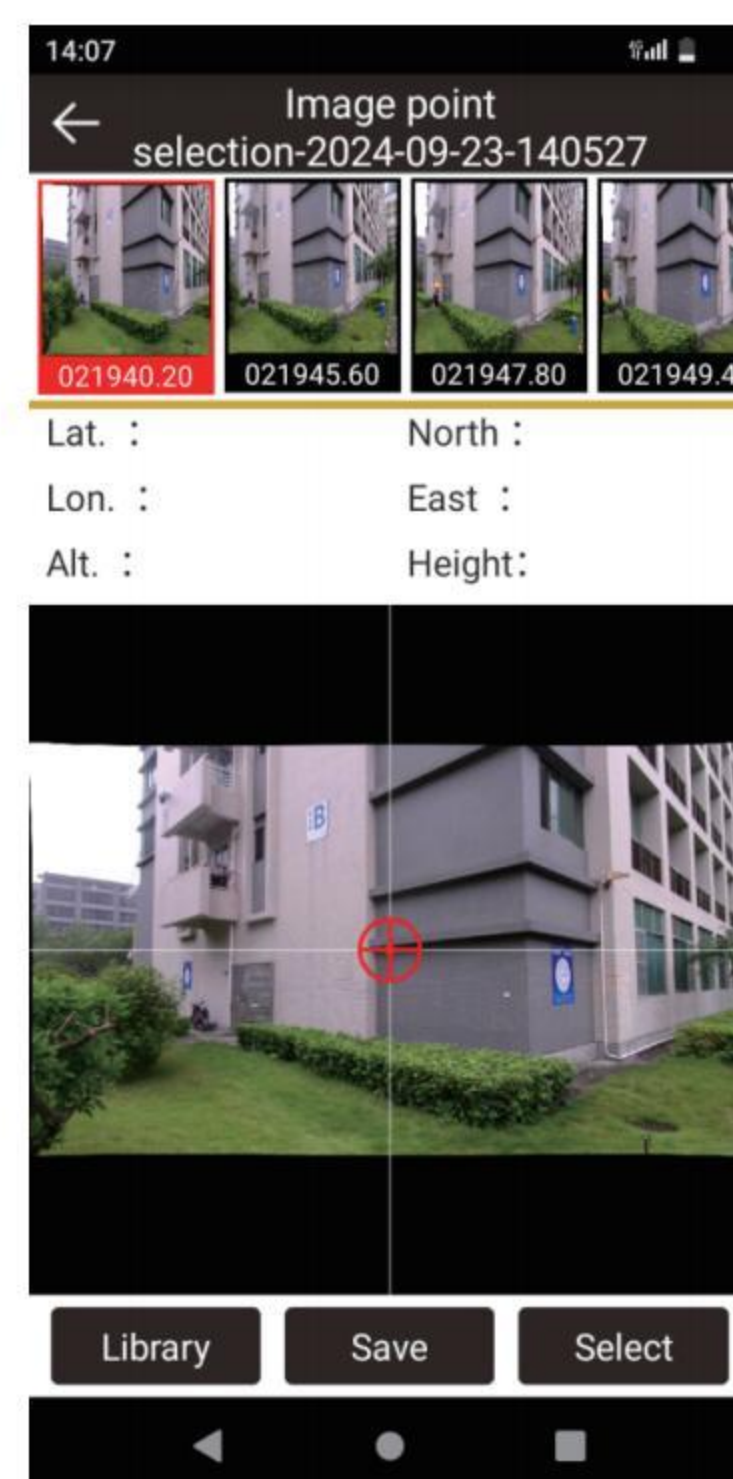 14:07
4G
Image point
selection-2024-09-23-140527
021940.20
021945.60
021947.80
021949.4
Lat. :
North :
Lon. :
East :
Alt. :
Height:
B
Library
Save
Select